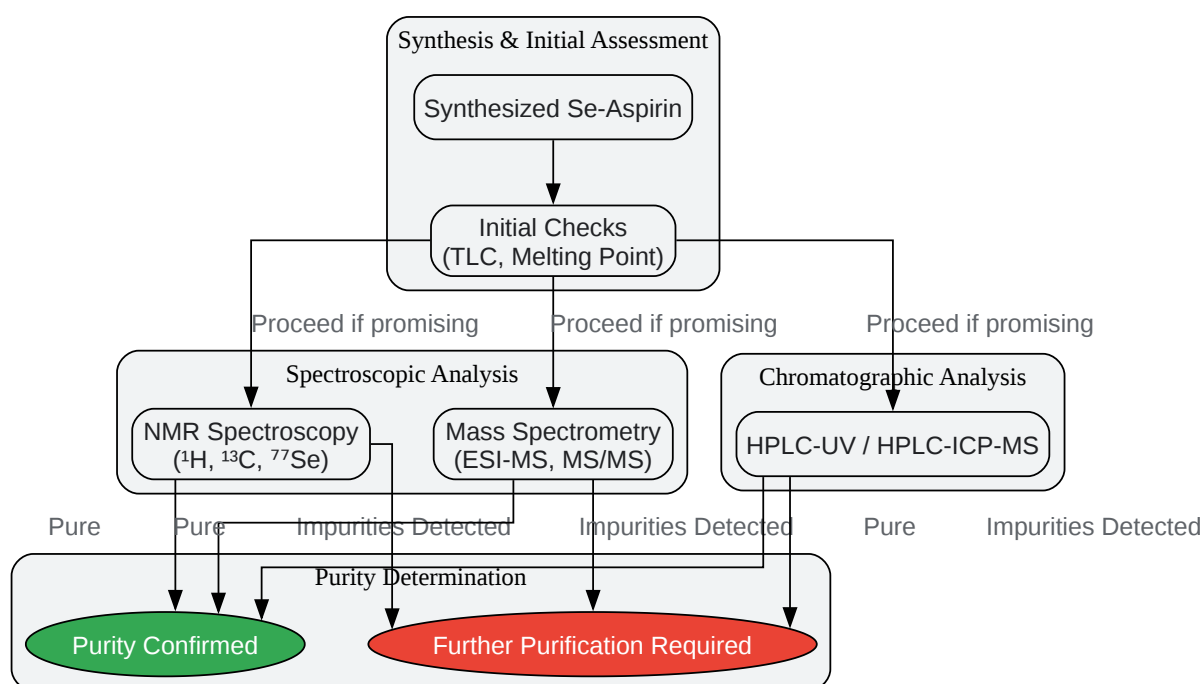 Synthesis & Initial Assessment
Synthesized Se-Aspirin
Initial Checks
(TLC, Melting Point)
Proceed if promising
Proceed if promising
Proceed if promising
Spectroscopic Analysis
Chromatographic Analysis
NMR Spectroscopy
(¹H, ¹³C, ⁷⁷Se)
Mass Spectrometry
(ESI-MS, MS/MS)
HPLC-UV / HPLC-ICP-MS
Pure
Pure
Impurities Detected
Impurities Detected
Pure
Impurities Detected
Purity Determination
Purity Confirmed
Further Purification Required